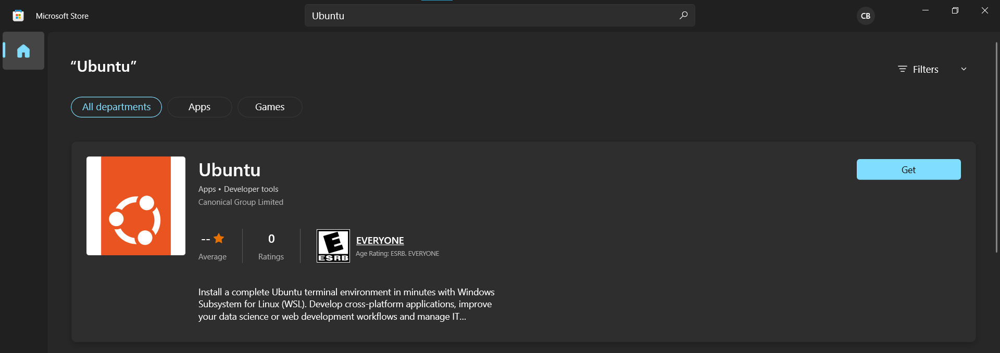 Microsoft Store
Ubuntu
CB
“Ubuntu”
Filters
All departments
Apps
Games
Ubuntu
Get
Apps • Developer tools
Canonical Group Limited
--
0
Average
Ratings
E
ESRB
EVERYONE
Age Rating: ESRB. EVERYONE
Install a complete Ubuntu terminal environment in minutes with Windows
Subsystem for Linux (WSL). Develop cross-platform applications, improve
your data science or web development workflows and manage IT...